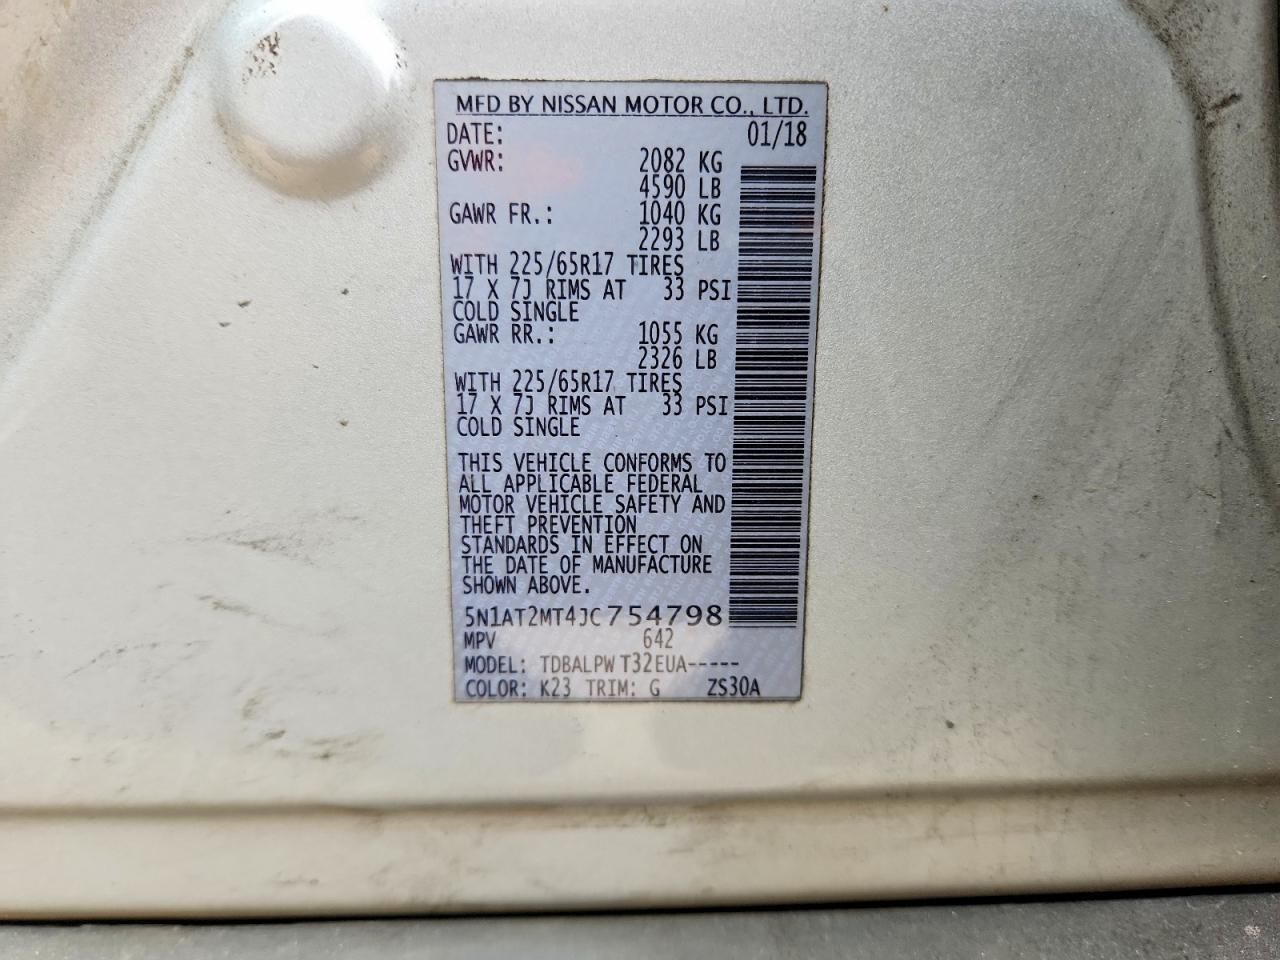 MFD BY NISSAN MOTOR CO., LTD.
DATE: 01/18
GVWR: 2082 KG
4590 LB
GAWR FR.: 1040 KG
2293 LB
WITH 225/65R17 TIRES
17 X 7J RIMS AT 33 PSI
COLD SINGLE
GAWR RR.: 1055 KG
2326 LB
WITH 225/65R17 TIRES
17 X 7J RIMS AT 33 PSI
COLD SINGLE
THIS VEHICLE CONFORMS TO
ALL APPLICABLE FEDERAL
MOTOR VEHICLE SAFETY AND
THEFT PREVENTION
STANDARDS IN EFFECT ON
THE DATE OF MANUFACTURE
SHOWN ABOVE.
5N1AT2MT4JC754798
MPV 642
MODEL: TDBALPW T32EUA-----
COLOR: K23 TRIM: G ZS30A